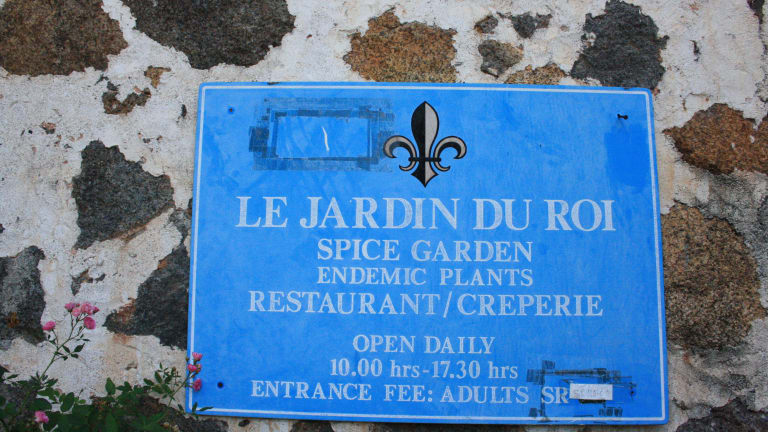 LE JARDIN DU ROI
SPICE GARDEN
ENDEMIC PLANTS
RESTAURANT/CREPERIE
OPEN DAILY
10.00 hrs-17.30 hrs
ENTRANCE FEE: ADULTS SR